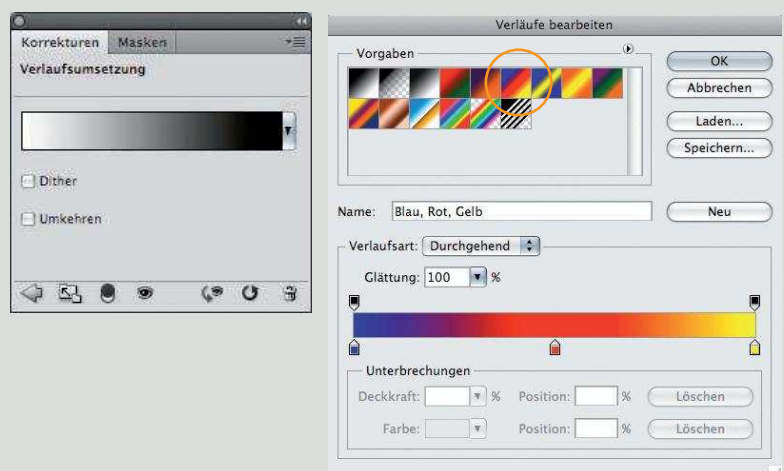 Korrekturen Masken
Verlaufsumsetzung
Dither
Umkehren
Verläufe bearbeiten
Vorgaben
OK
Abbrechen
Laden...
Speichern...
Name: Blau, Rot, Gelb
Neu
Verlaufsart: Durchgehend
Glättung: 100 %
Unterbrechungen
Deckkraft: % Position: % Löschen
Farbe: Position: % Löschen